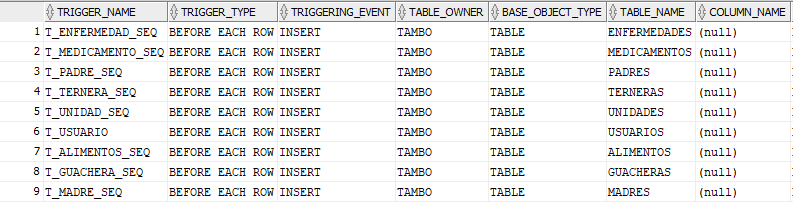 TRIGGER_NAME TRIGGER_TYPE TRIGGERING_EVENT TABLE_OWNER BASE_OBJECT_TYPE TABLE_NAME COLUMN_NAME
1 T_ENFERMEDAD_SEQ BEFORE EACH ROW INSERT TAMBO TABLE ENFERMEDADES (null)
2 T_MEDICAMENTO_SEQ BEFORE EACH ROW INSERT TAMBO TABLE MEDICAMENTOS (null)
3 T_PADRE_SEQ BEFORE EACH ROW INSERT TAMBO TABLE PADRES (null)
4 T_TERNERA_SEQ BEFORE EACH ROW INSERT TAMBO TABLE TERNERAS (null)
5 T_UNIDAD_SEQ BEFORE EACH ROW INSERT TAMBO TABLE UNIDADES (null)
6 T_USUARIO BEFORE EACH ROW INSERT TAMBO TABLE USUARIOS (null)
7 T_ALIMENTOS_SEQ BEFORE EACH ROW INSERT TAMBO TABLE ALIMENTOS (null)
8 T_GUACHERA_SEQ BEFORE EACH ROW INSERT TAMBO TABLE GUACHERAS (null)
9 T_MADRE_SEQ BEFORE EACH ROW INSERT TAMBO TABLE MADRES (null)